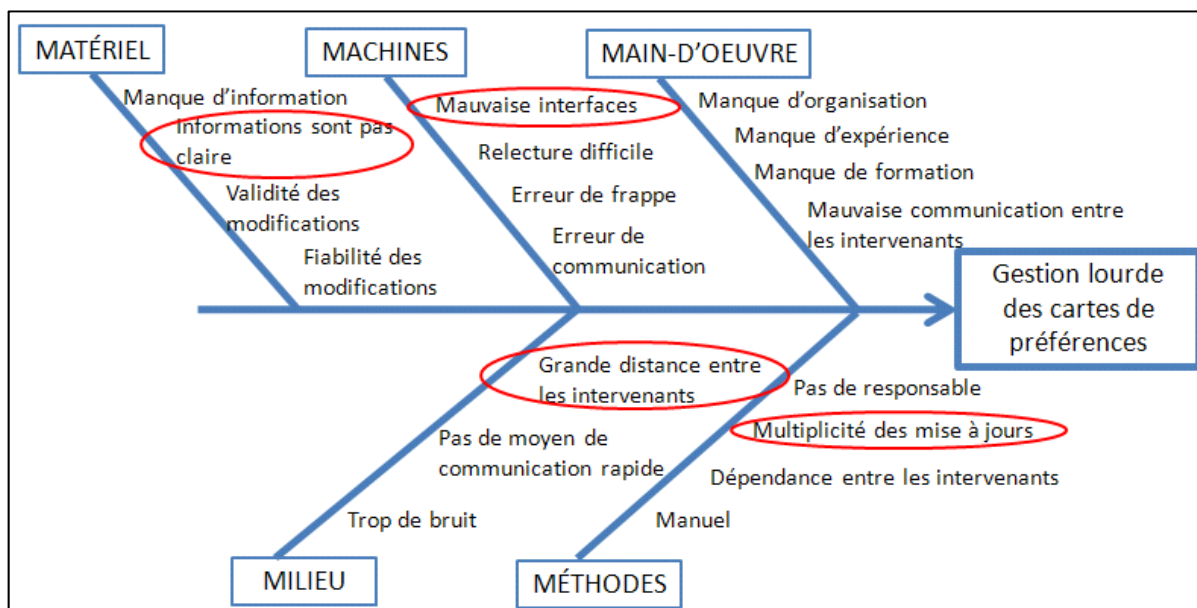 MATÉRIEL
MACHINES
MAIN-D'OEUVRE
Manque d'information
Informations sont pas
claire
Validité des
modifications
Fiabilité des
modifications
Mauvaise interfaces
Relecture difficile
Erreur de frappe
Erreur de
communication
Manque d'organisation
Manque d'expérience
Manque de formation
Mauvaise communication entre
les intervenants
Gestion lourde
des cartes de
préférences
Grande distance entre
les intervenants
Pas de moyen de
communication rapide
Trop de bruit
Pas de responsable
Multiplicité des mise à jours
Dépendance entre les intervenants
Manuel
MILIEU
MÉTHODES